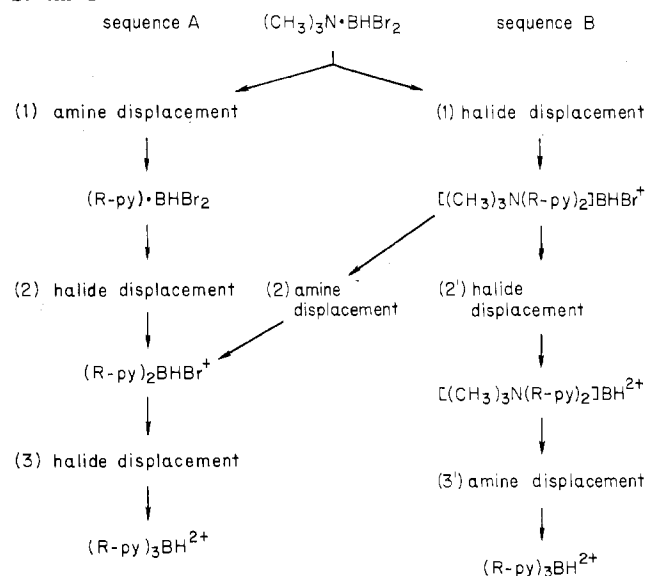 sequence A (CH₃)₃N•BHBr₂ sequence B
(1) amine displacement (1) halide displacement
(R-py)•BHBr₂ [(CH₃)₃N(R-py)₂]BHBr⁺
(2) halide displacement (2) amine displacement (2') halide displacement
(R-py)₂BHBr⁺
[(CH₃)₃N(R-py)₂]BH²⁺
(3) halide displacement
(3') amine displacement
(R-py)₃BH²⁺
(R-py)₃BH²⁺